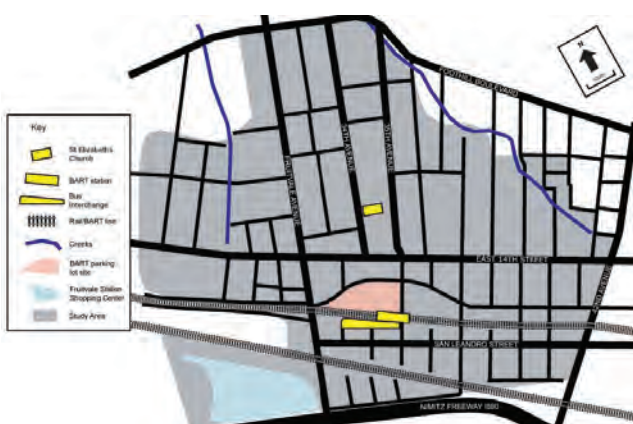 N
FOOTHILL BOULEVARD
Key
St Elizabeth's
Church
BART station
Bus
Interchange
Rail/BART line
Creeks
BART parking
lot site
Fruitvale Station
Shopping Center
Study Area
FRUITVALE AVENUE
34TH AVENUE
35TH AVENUE
EAST 14TH STREET
42ND AVENUE
SAN LEANDRO STREET
NIMITZ FREEWAY I880